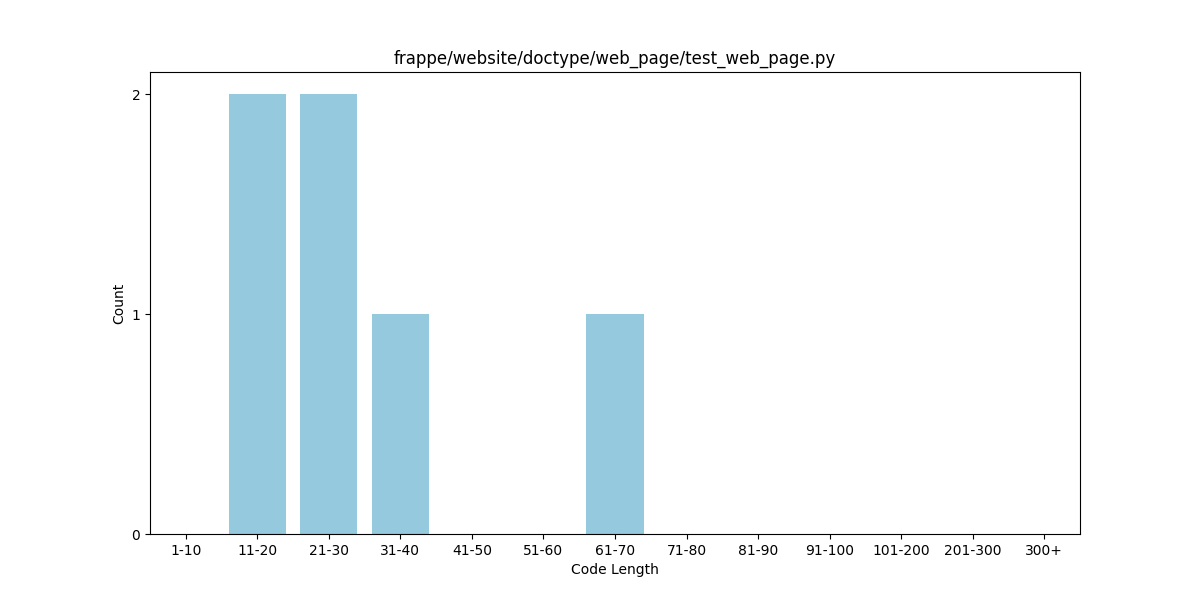 frappe/website/doctype/web_page/test_web_page.py
2
1
0
Count
1-10 11-20 21-30 31-40 41-50 51-60 61-70 71-80 81-90 91-100 101-200 201-300 300+
Code Length